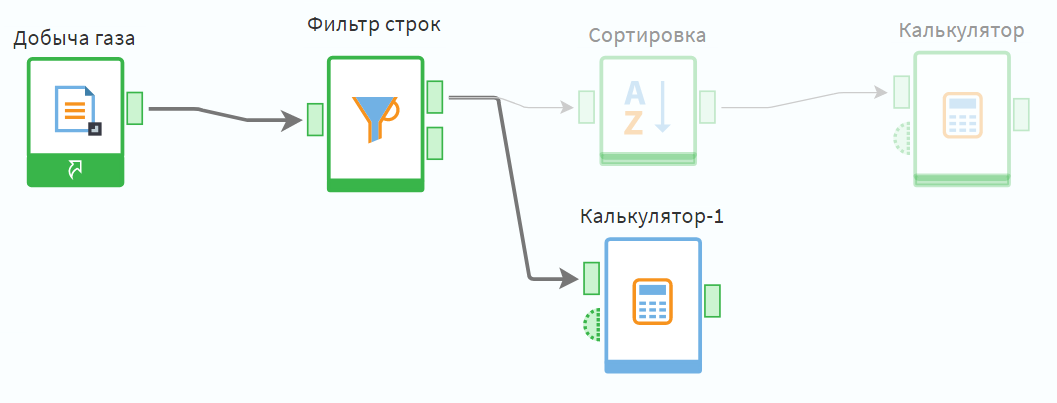 Добыча газа
Фильтр строк
Сортировка
Калькулятор
A
Z
Калькулятор-1